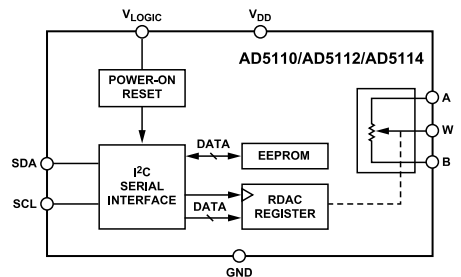 VLOGIC
VDD
AD5110/AD5112/AD5114
POWER-ON
RESET
A
W
B
SDA
SCL
I²C
SERIAL
INTERFACE
DATA
EEPROM
DATA
RDAC
REGISTER
GND